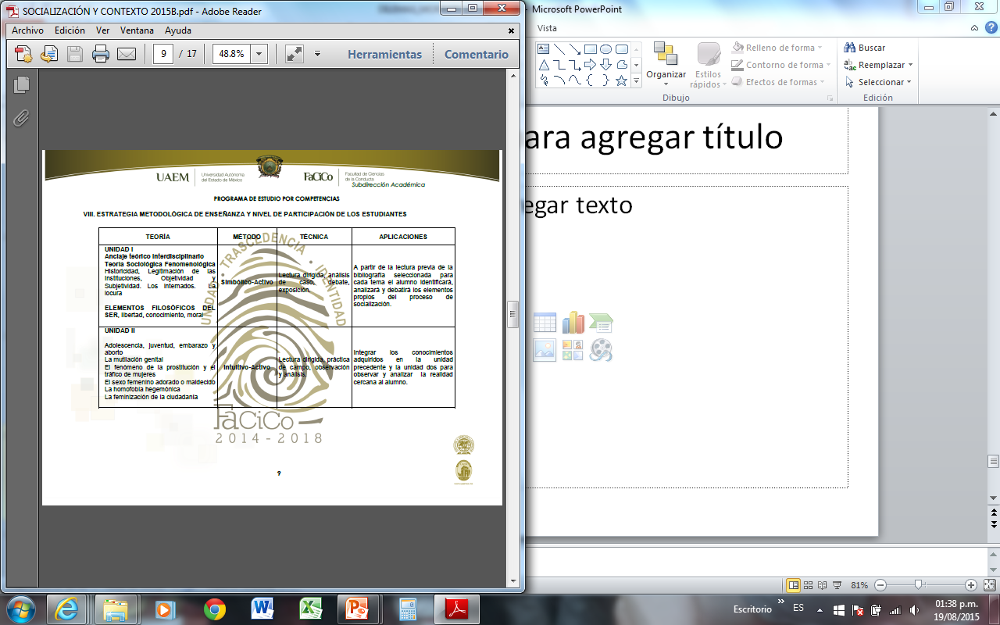 SOCIALIZACIÓN Y CONTEXTO 2015B.pdf - Adobe Reader
- Microsoft PowerPoint
Archivo Edición Ver Ventana Ayuda
Vista
9 / 17 48.8% Herramientas Comentario
Organizar
Estilos rápidos
Relleno de forma
Contorno de forma
Efectos de formas
Dibujo
Buscar
Reemplazar
Seleccionar
Edición
ara agregar título
egar texto
UAEM
Universidad Autónoma
del Estado de México
FaCiCo
Facultad de Ciencias
de la Conducta
Subdirección Académica
PROGRAMA DE ESTUDIO POR COMPETENCIAS
VIII. ESTRATEGIA METODOLÓGICA DE ENSEÑANZA Y NIVEL DE PARTICIPACIÓN DE LOS ESTUDIANTES
TEORÍA MÉTODO TÉCNICA APLICACIONES
UNIDAD I
Anclaje teórico interdisciplinario
Teoría Sociológica Fenomenológica
Historicidad, Legitimación de las
Instituciones, Objetividad y
Subjetividad. Los internados. La
locura
ELEMENTOS FILOSÓFICOS DEL
SER, libertad, conocimiento, moral
Simbólico-Activo
Lectura dirigida, análisis
de caso, debate,
exposición.
A partir de la lectura previa de la
bibliografía seleccionada para
cada tema el alumno identificará,
analizará y debatirá los elementos
propios del proceso de
socialización.
UNIDAD II
Adolescencia, juventud, embarazo y
aborto
La mutilación genital
El fenómeno de la prostitución y el
tráfico de mujeres
El sexo femenino adorado o maldecido
La homofobia hegemónica
La feminización de la ciudadanía
Intuitivo-Activo
Lectura dirigida, práctica
de campo, observación
y análisis.
Integrar los conocimientos
adquiridos en la unidad
precedente y la unidad dos para
observar y analizar la realidad
cercana al alumno.
UNIDAD • TRASCEDENCIA • IDENTIDAD
FaCiCo
2014 - 2018
9
81%
Escritorio
ES
01:38 p.m.
19/08/2015